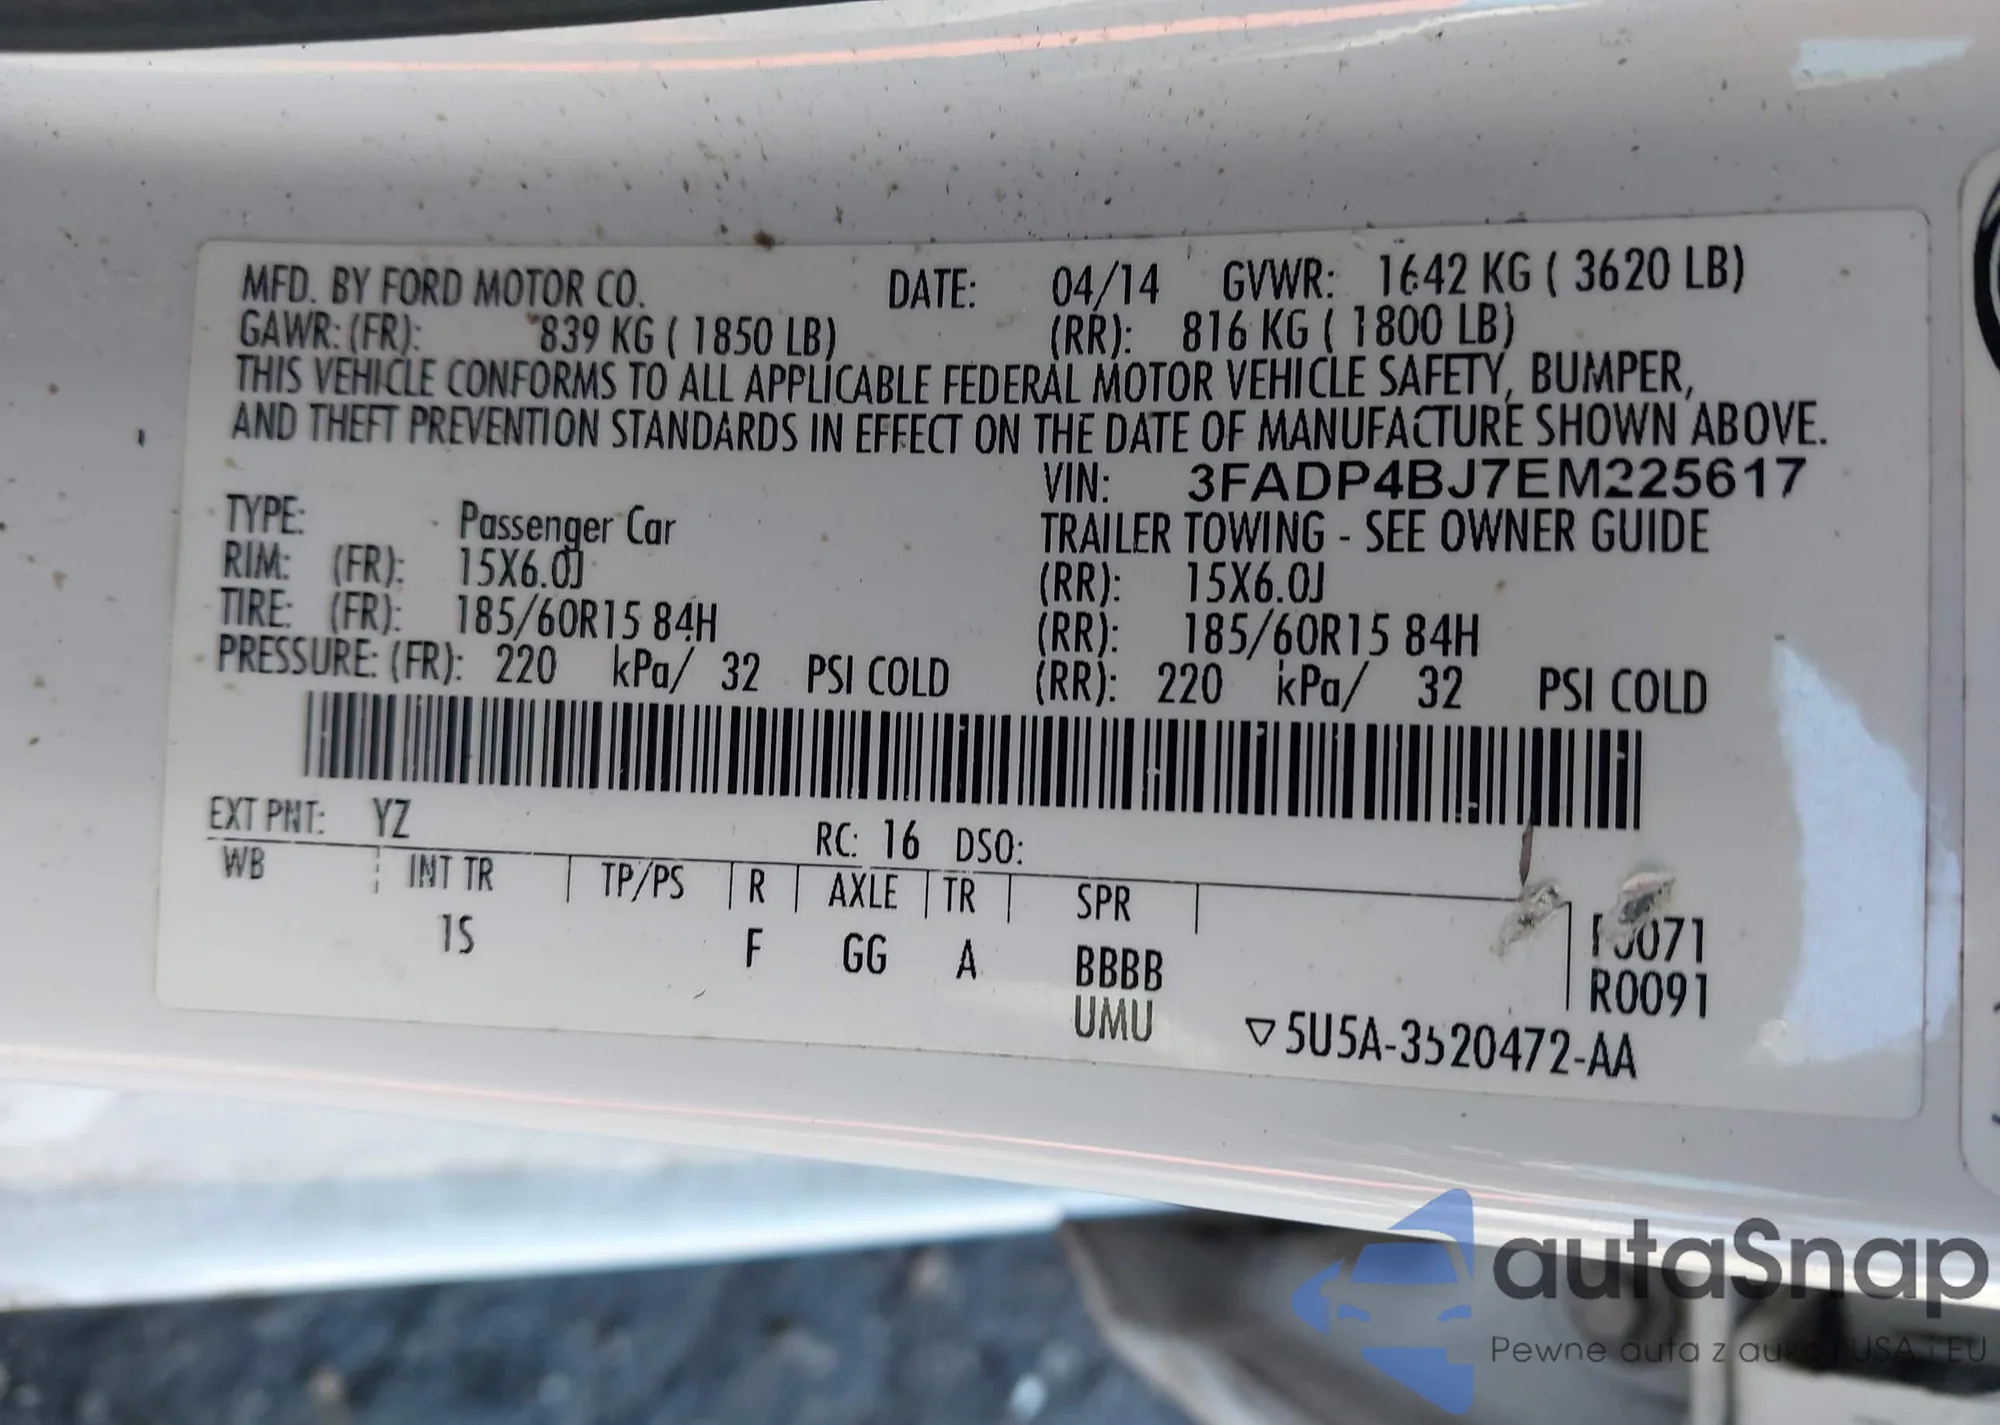 MFD. BY FORD MOTOR CO. DATE: 04/14 GVWR: 1642 KG ( 3620 LB)
GAWR: (FR): 839 KG ( 1850 LB) (RR): 816 KG ( 1800 LB)
THIS VEHICLE CONFORMS TO ALL APPLICABLE FEDERAL MOTOR VEHICLE SAFETY, BUMPER,
AND THEFT PREVENTION STANDARDS IN EFFECT ON THE DATE OF MANUFACTURE SHOWN ABOVE.
VIN: 3FADP4BJ7EM225617
TYPE: Passenger Car TRAILER TOWING - SEE OWNER GUIDE
RIM: (FR): 15X6.0J (RR): 15X6.0J
TIRE: (FR): 185/60R15 84H (RR): 185/60R15 84H
PRESSURE: (FR): 220 kPa/ 32 PSI COLD (RR): 220 kPa/ 32 PSI COLD
EXT PNT: YZ RC: 16 DSO:
WB INT TR TP/PS R AXLE TR SPR
1S F GG A BBBB
R0091
UMU
▽5U5A-3520472-AA
autaSnap
Pewne auta z aukcji USA i EU